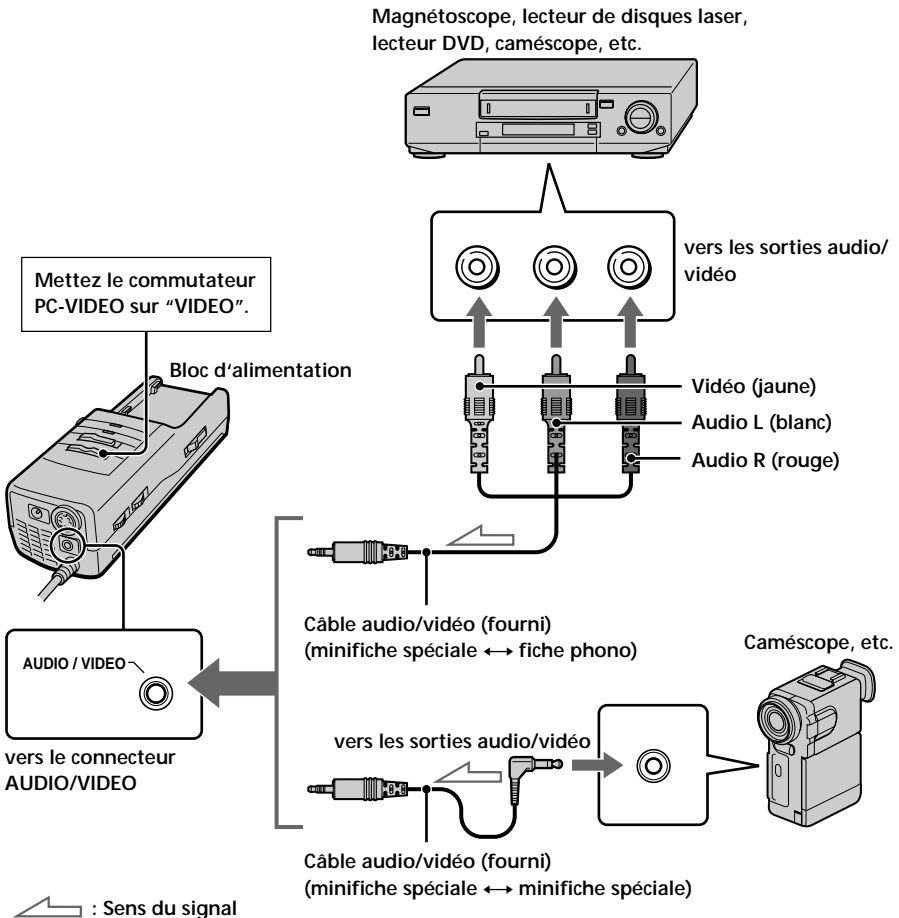 Magnétoscope, lecteur de disques laser,
lecteur DVD, caméscope, etc.
vers les sorties audio/
vidéo
Mettez le commutateur
PC-VIDEO sur “VIDEO”.
Bloc d‘alimentation
Vidéo (jaune)
Audio L (blanc)
Audio R (rouge)
Câble audio/vidéo (fourni)
(minifiche spéciale ←→ fiche phono)
Caméscope, etc.
AUDIO / VIDEO
vers le connecteur
AUDIO/VIDEO
vers les sorties audio/vidéo
Câble audio/vidéo (fourni)
(minifiche spéciale ←→ minifiche spéciale)
: Sens du signal